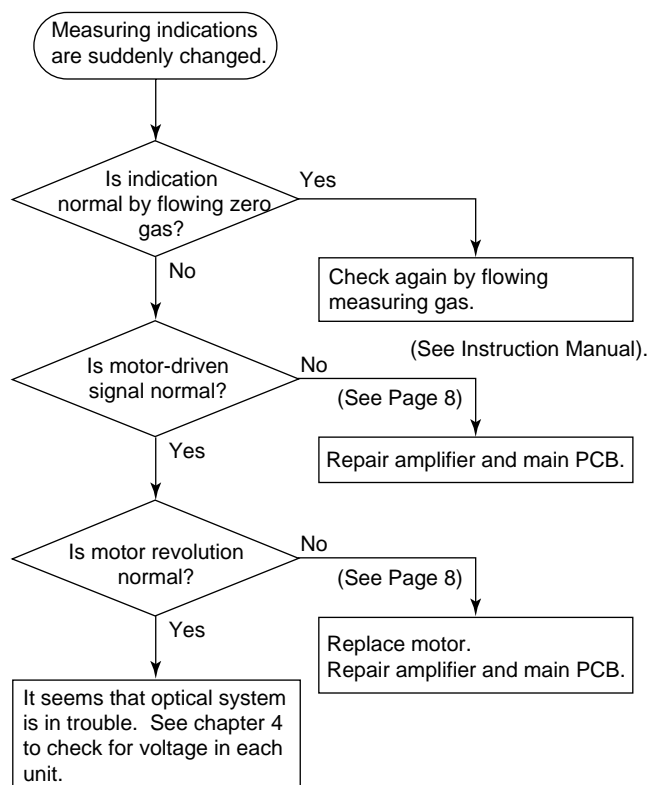 Measuring indications
are suddenly changed.
Is indication
normal by flowing zero
gas?
Yes
No
Check again by flowing
measuring gas.
(See Instruction Manual).
Is motor-driven
signal normal?
No
(See Page 8)
Yes
Repair amplifier and main PCB.
Is motor revolution
normal?
No
(See Page 8)
Yes
Replace motor.
Repair amplifier and main PCB.
It seems that optical system
is in trouble.  See chapter 4
to check for voltage in each
unit.